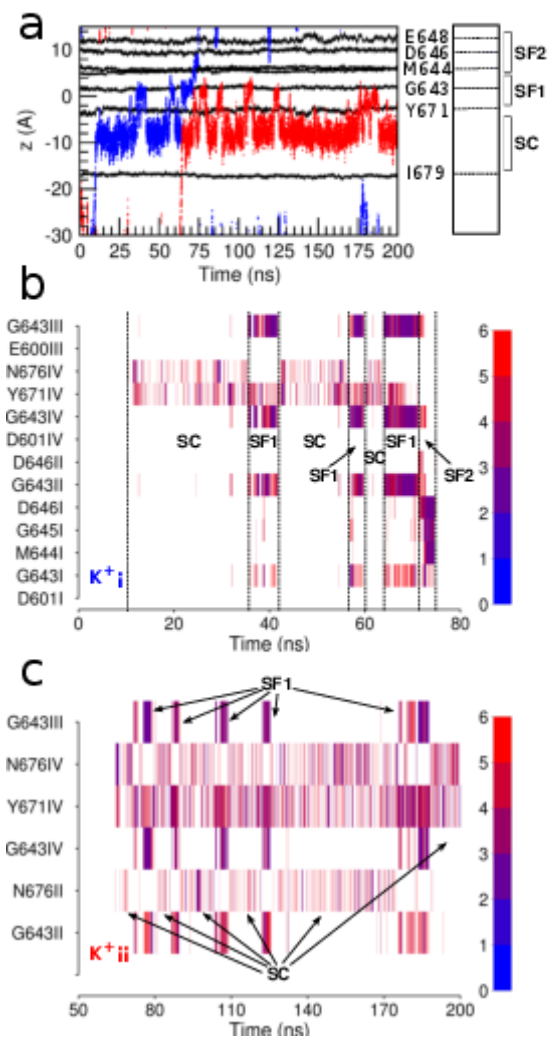 a
z (A)
10
0
-10
-20
-30
0 25 50 75 100 125 150 175 200
Time (ns)
E648
D646
M644
G643
Y671
I679
SF2
SF1
SC
b
G643III
E600III
N676IV
Y671IV
G643IV
D601IV
D646II
G643II
D646I
G645I
M644I
G643I
D601II
SC SF1 SC SF1
SF1 SC SF2
K+i
0 20 40 60 80
Time (ns)
6
5
4
3
2
1
0
c
SF1
G643III
N676IV
Y671IV
G643IV
N676II
G643II
K+ii
SC
50 80 110 140 170 200
Time (ns)
6
5
4
3
2
1
0